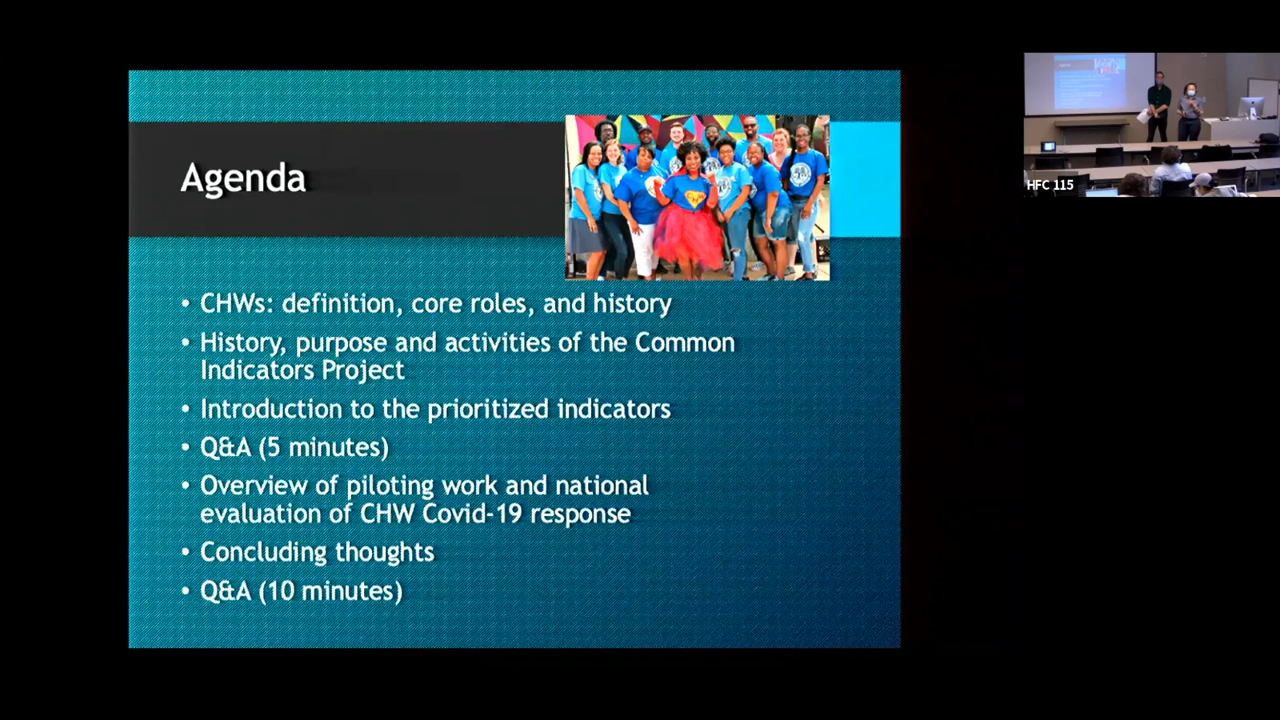 Agenda
• CHWs: definition, core roles, and history
• History, purpose and activities of the Common
Indicators Project
• Introduction to the prioritized indicators
• Q&A (5 minutes)
• Overview of piloting work and national
evaluation of CHW Covid-19 response
• Concluding thoughts
• Q&A (10 minutes)
HFC 115